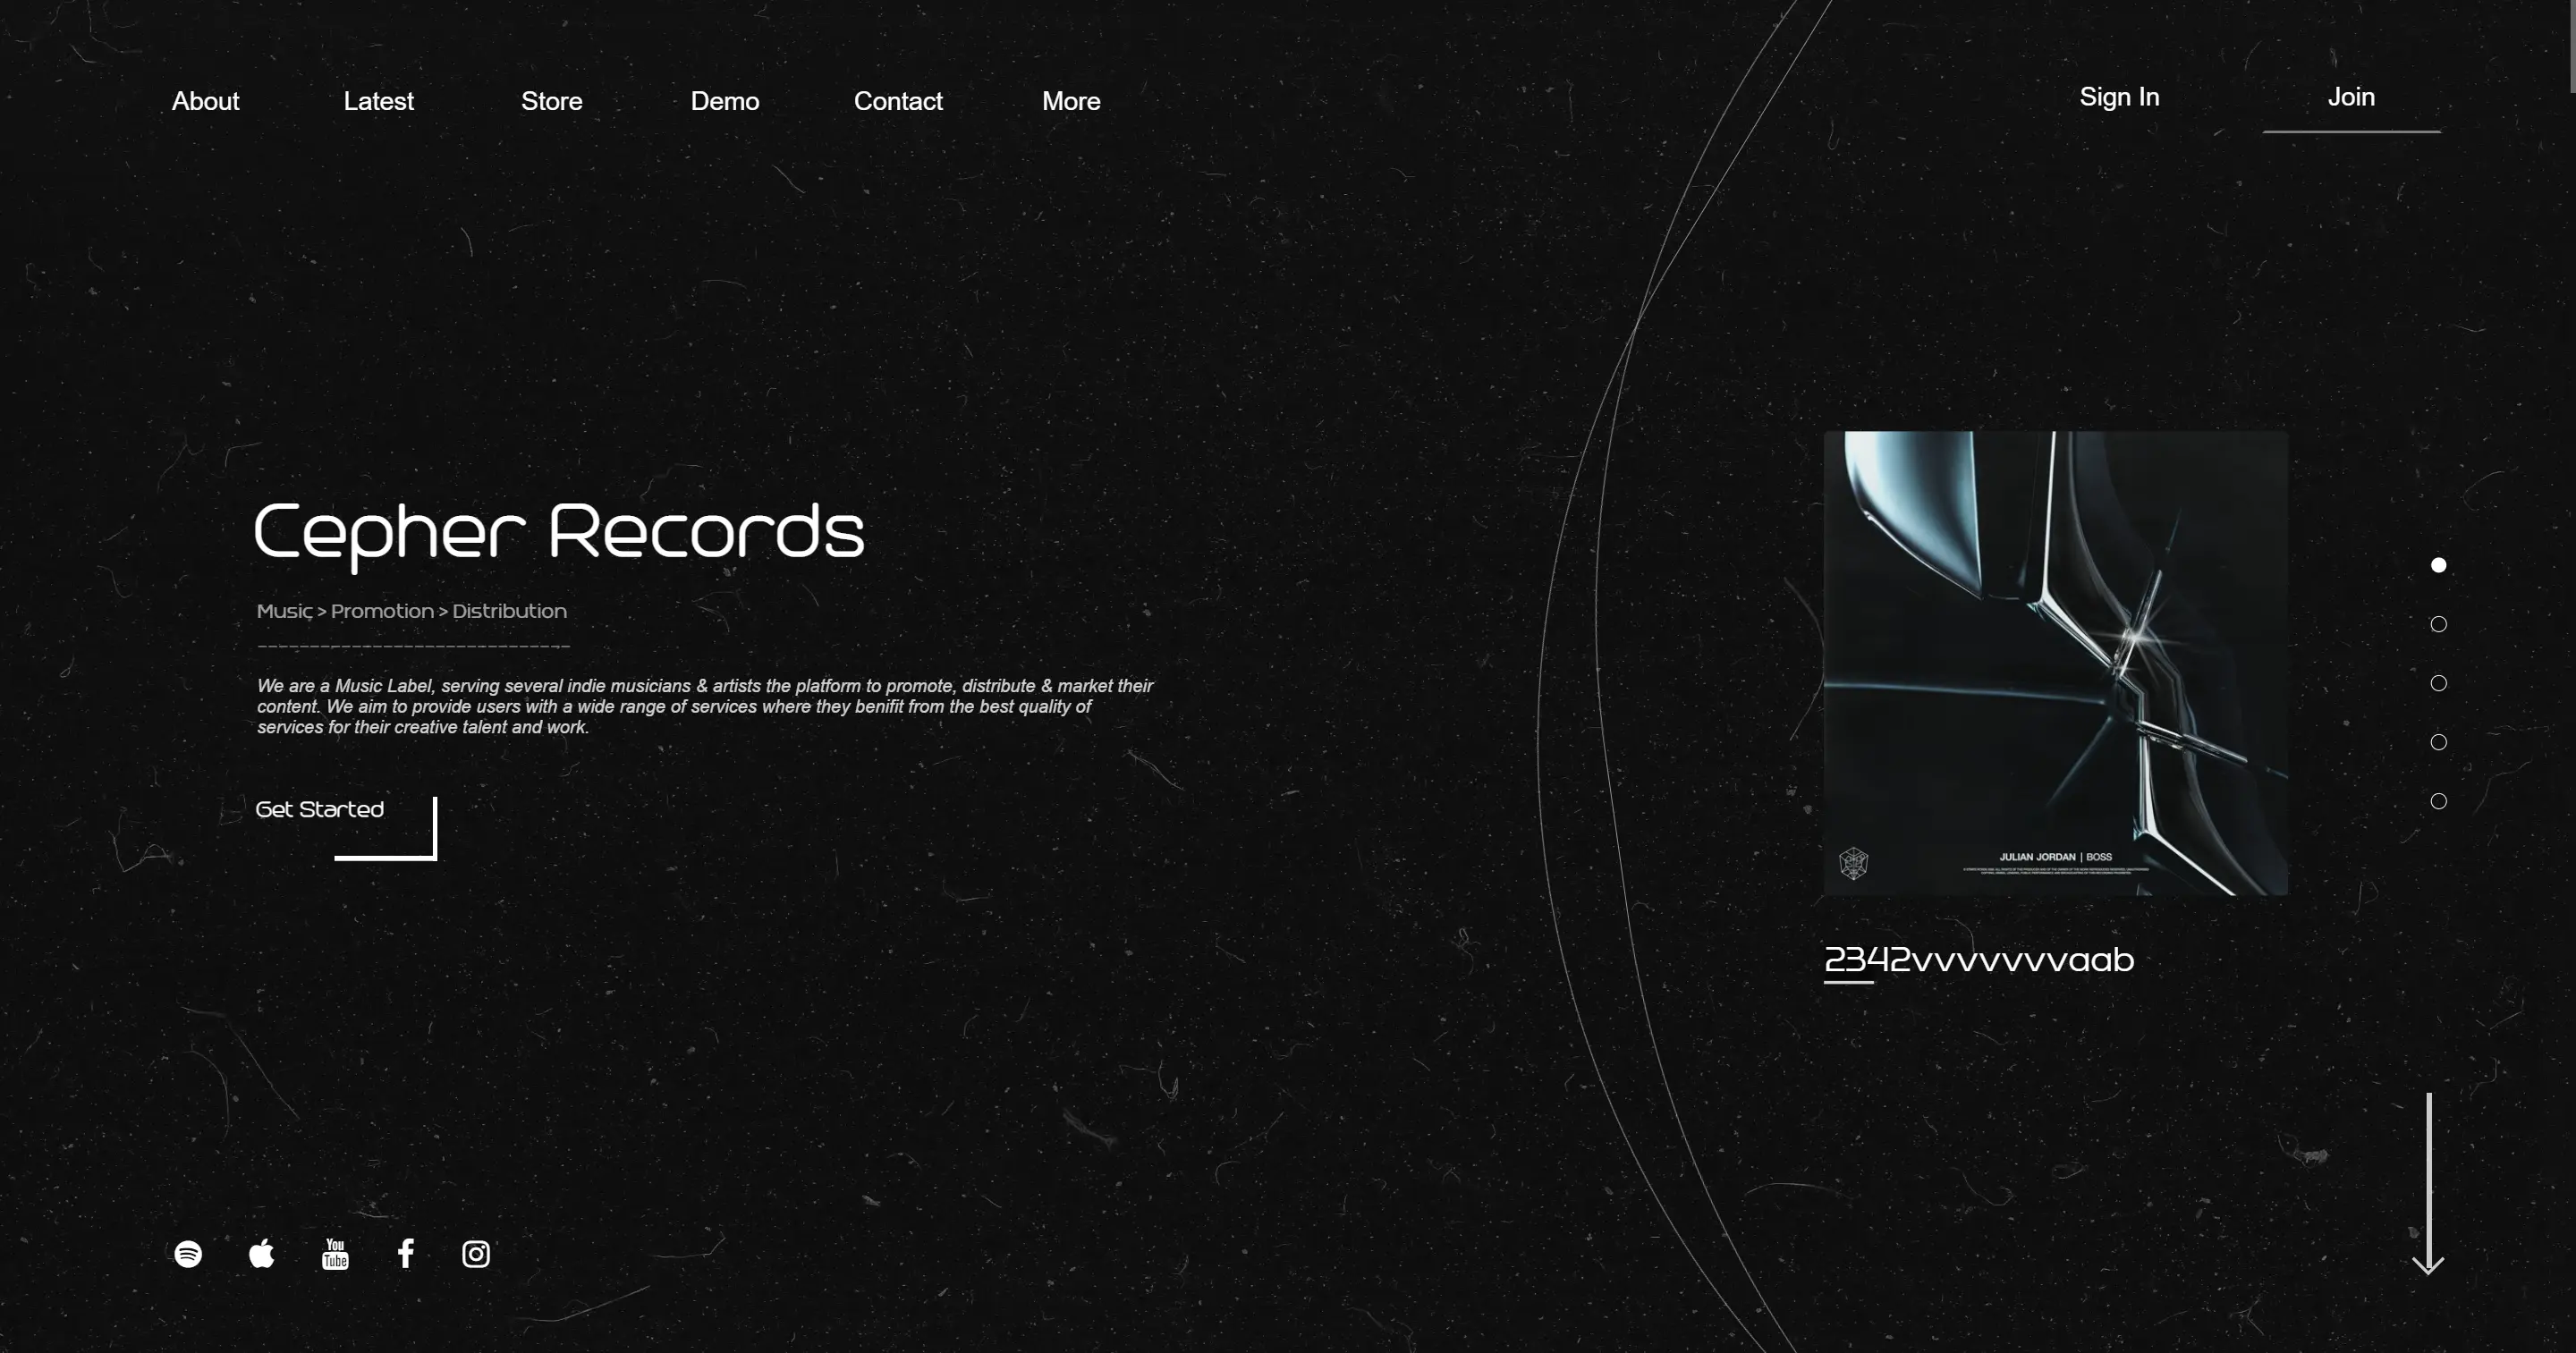 About Latest Store Demo Contact More
Sign In Join
Cepher Records
Music > Promotion > Distribution
------------------------------
We are a Music Label, serving several indie musicians & artists the platform to promote, distribute & market their
content. We aim to provide users with a wide range of services where they benifit from the best quality of
services for their creative talent and work.
Get Started
JULIAN JORDAN | BOSS
2342vvvvvvvaab
You
Tube